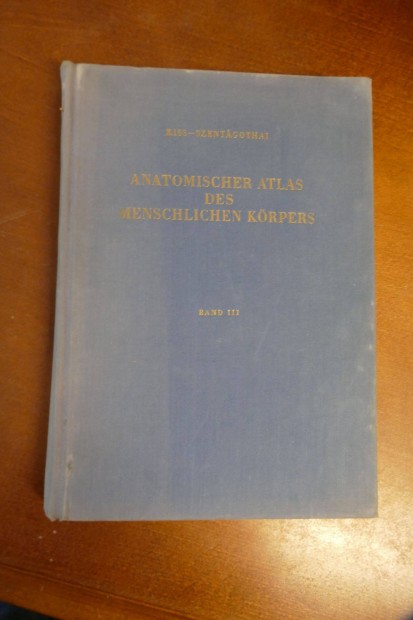 KISS – SZENTÁGOTHAI
ANATOMISCHER ATLAS
DES
MENSCHLICHEN KÖRPERS
BAND III